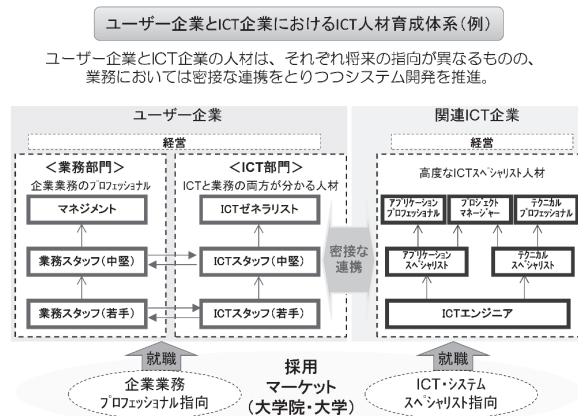 ユーザー企業とICT企業におけるICT人材育成体系(例)
ユーザー企業とICT企業の人材は、それぞれ将来の指向が異なるものの、
業務においては密接な連携をとりつつシステム開発を推進。
ユーザー企業
経営
<業務部門>
企業業務のプロフェッショナル
マネジメント
業務スタッフ(中堅)
業務スタッフ(若手)
<ICT部門>
ICTと業務の両方が分かる人材
ICTゼネラリスト
ICTスタッフ(中堅)
ICTスタッフ(若手)
密接な
連携
関連ICT企業
経営
高度なICTスペシャリスト人材
アプリケーション
プロフェッショナル
プロジェクト
マネージャー
テクニカル
プロフェッショナル
アプリケーション
スペシャリスト
テクニカル
スペシャリスト
ICTエンジニア
就職
企業業務
プロフェッショナル指向
採用
マーケット
(大学院・大学)
就職
ICT・システム
スペシャリスト指向